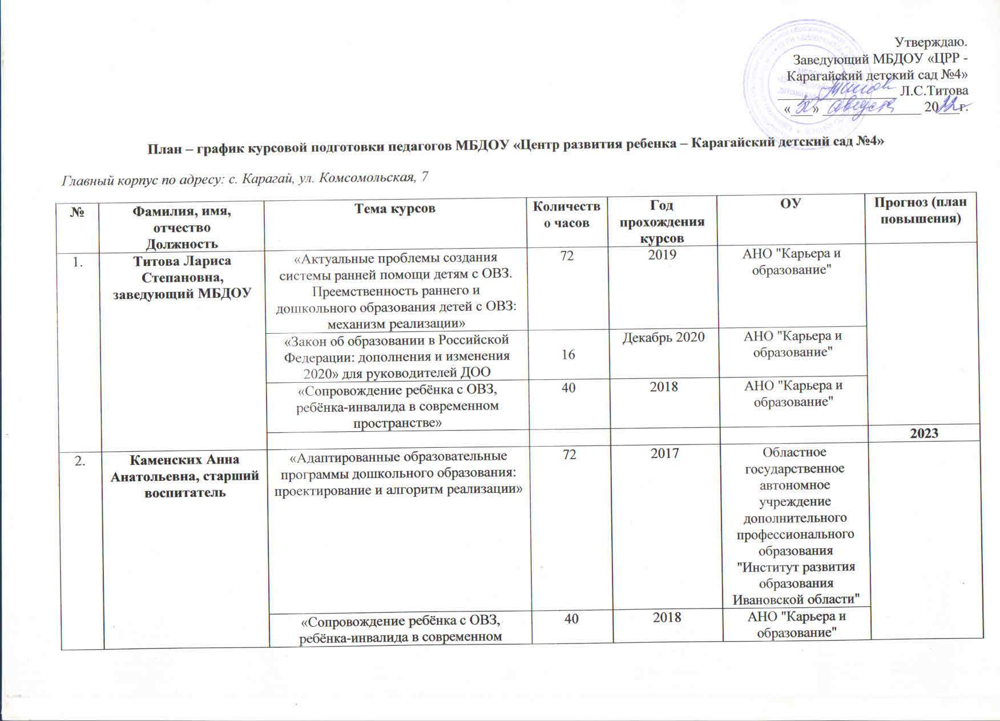 Утверждаю.
Заведующий МБДОУ «ЦРР -
Карагайский детский сад №4»
Л.С.Титова
«30» августа 2022г.
План – график курсовой подготовки педагогов МБДОУ «Центр развития ребенка – Карагайский детский сад №4»
Главный корпус по адресу: с. Карагай, ул. Комсомольская, 7
№
Фамилия, имя,
отчество
Должность
Тема курсов
Количеств
о часов
Год
прохождения
курсов
ОУ
Прогноз (план
повышения)
1.
Титова Лариса
Степановна,
заведующий МБДОУ
«Актуальные проблемы создания
системы ранней помощи детям с ОВЗ.
Преемственность раннего и
дошкольного образования детей с ОВЗ:
механизм реализации»
72
2019
АНО "Карьера и
образование"
«Закон об образовании в Российской
Федерации: дополнения и изменения
2020» для руководителей ДОО
16
Декабрь 2020
АНО "Карьера и
образование"
«Сопровождение ребёнка с ОВЗ,
ребёнка-инвалида в современном
пространстве»
40
2018
АНО "Карьера и
образование"
2023
2.
Каменских Анна
Анатольевна, старший
воспитатель
«Адаптированные образовательные
программы дошкольного образования:
проектирование и алгоритм реализации»
72
2017
Областное
государственное
автономное
учреждение
дополнительного
профессионального
образования
"Институт развития
образования
Ивановской области"
«Сопровождение ребёнка с ОВЗ,
ребёнка-инвалида в современном
40
2018
АНО "Карьера и
образование"